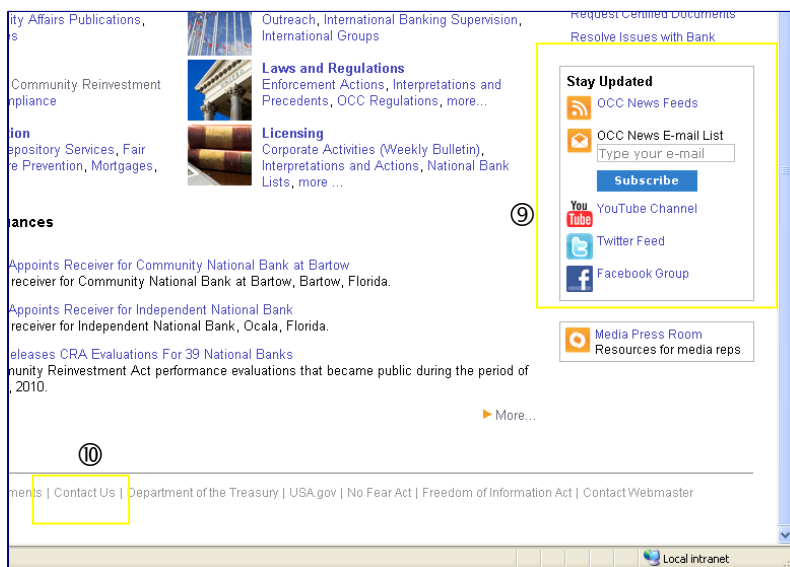 ity Affairs Publications,
es
Community Reinvestment
mpliance
tion
epository Services, Fair
re Prevention, Mortgages,
Outreach, International Banking Supervision,
International Groups
Laws and Regulations
Enforcement Actions, Interpretations and
Precedents, OCC Regulations, more...
Licensing
Corporate Activities (Weekly Bulletin),
Interpretations and Actions, National Bank
Lists, more ...
Request Certified Documents
Resolve Issues with Bank
Stay Updated
OCC News Feeds
OCC News E-mail List
Type your e-mail
Subscribe
⑨
You
Tube
YouTube Channel
Twitter Feed
Facebook Group
Media Press Room
Resources for media reps
uances
Appoints Receiver for Community National Bank at Bartow
receiver for Community National Bank at Bartow, Bartow, Florida.
Appoints Receiver for Independent National Bank
receiver for Independent National Bank, Ocala, Florida.
eleases CRA Evaluations For 39 National Banks
munity Reinvestment Act performance evaluations that became public during the period of
, 2010.
More...
⑩
ments | Contact Us | Department of the Treasury | USA.gov | No Fear Act | Freedom of Information Act | Contact Webmaster
Local intranet